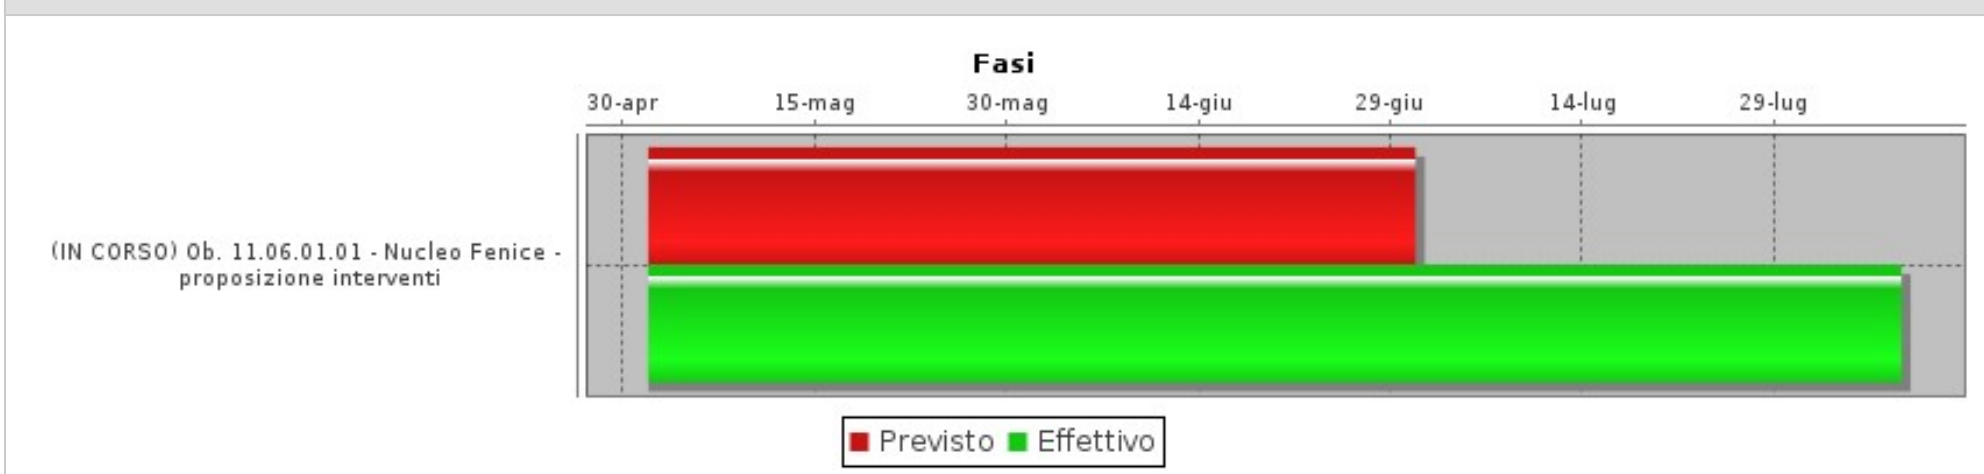 Fasi
30-apr 15-mag 30-mag 14-giu 29-giu 14-lug 29-lug
(IN CORSO) Ob. 11.06.01.01 - Nucleo Fenice -
proposizione interventi
Previsto Effettivo